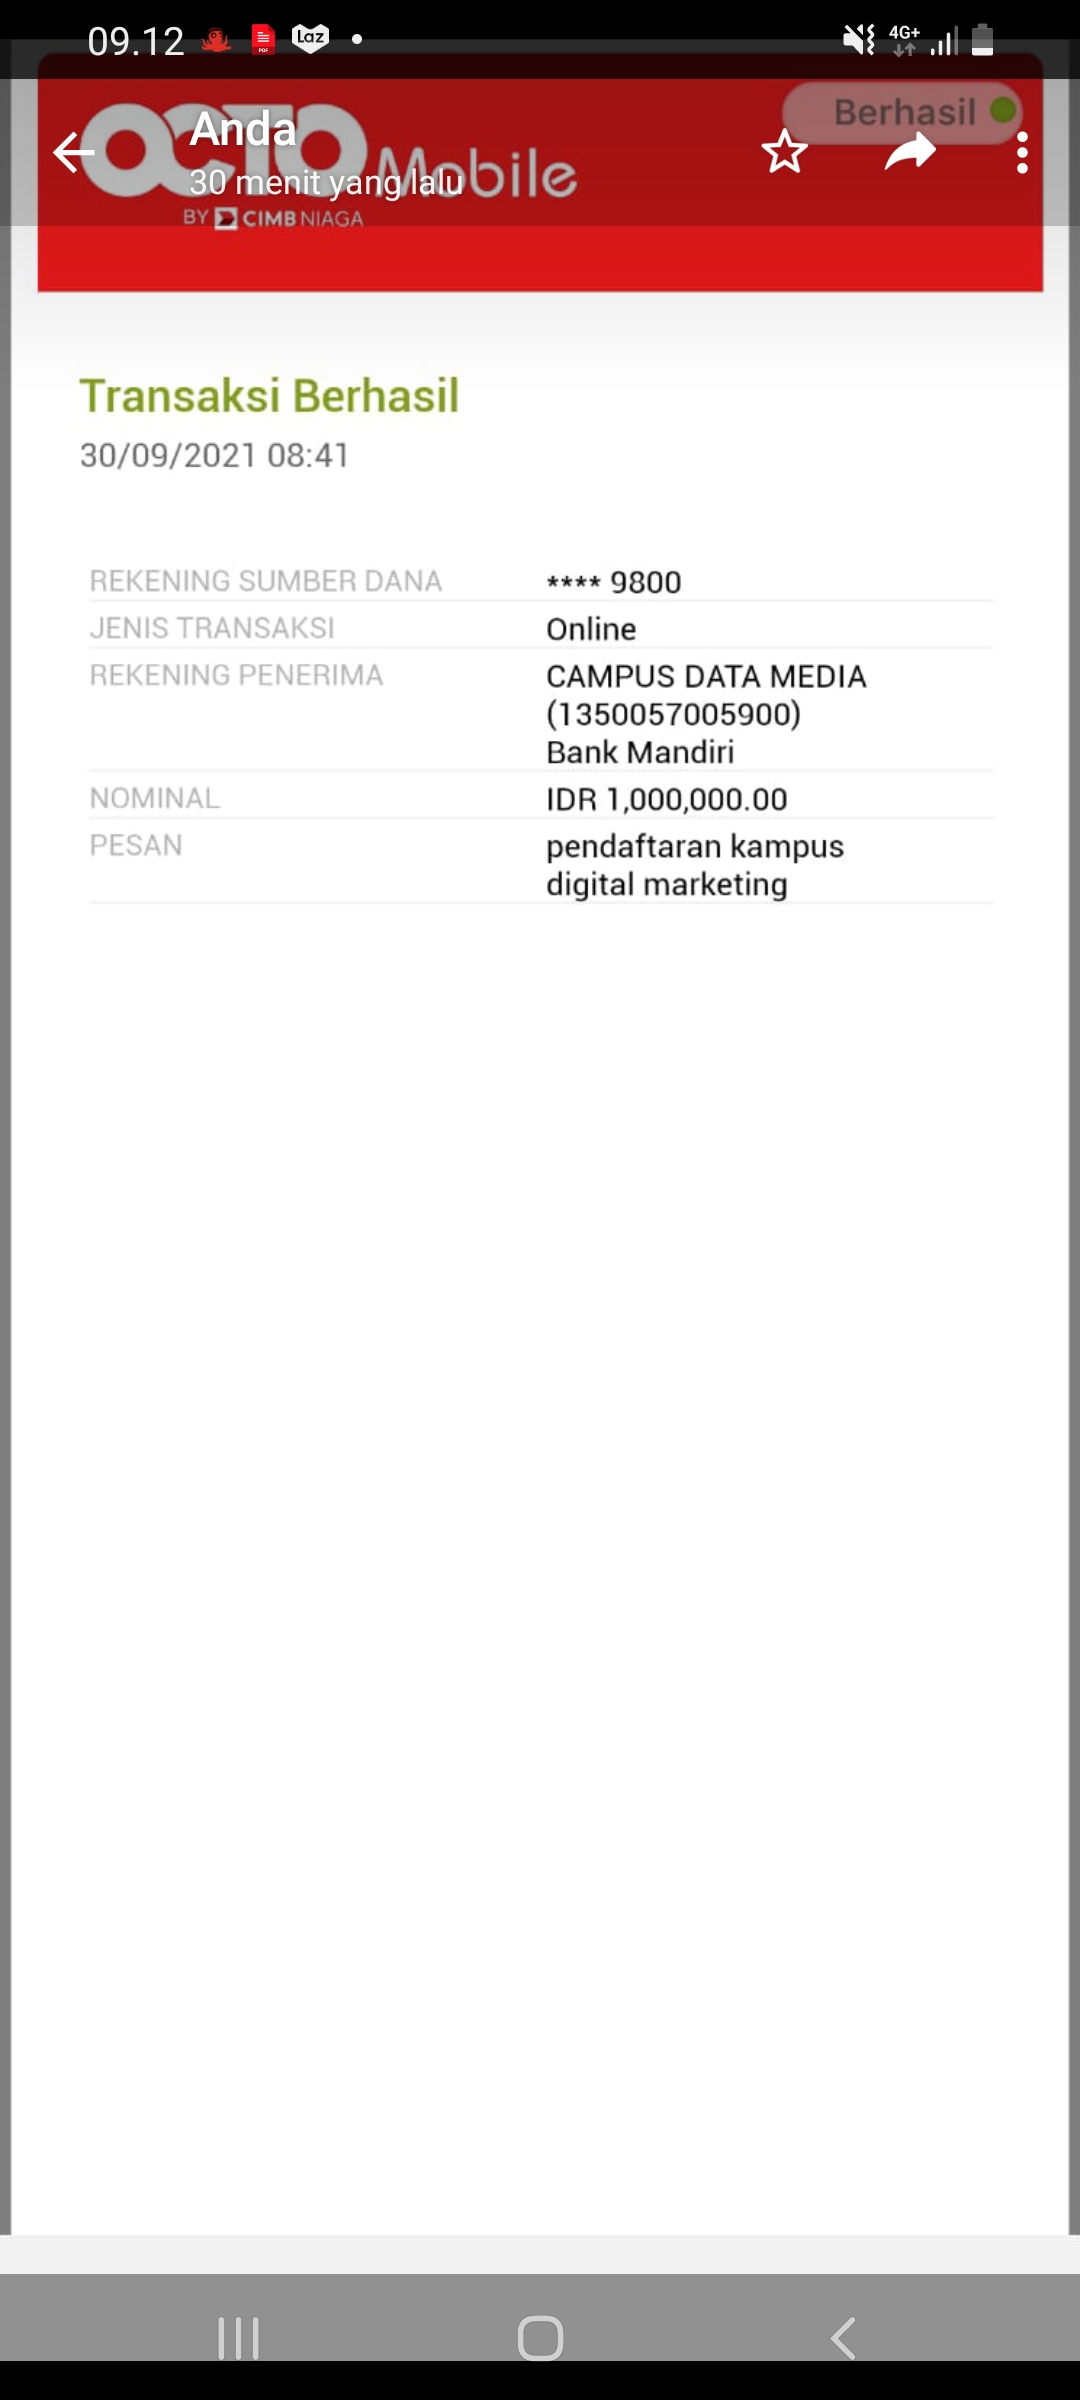 09.12
Laz
4G+
Berhasil
OCTO Mobile
Anda
30 menit yang lalu
BY CIMB NIAGA
Transaksi Berhasil
30/09/2021 08:41
REKENING SUMBER DANA **** 9800
JENIS TRANSAKSI Online
REKENING PENERIMA CAMPUS DATA MEDIA
(1350057005900)
Bank Mandiri
NOMINAL IDR 1,000,000.00
PESAN pendaftaran kampus
digital marketing